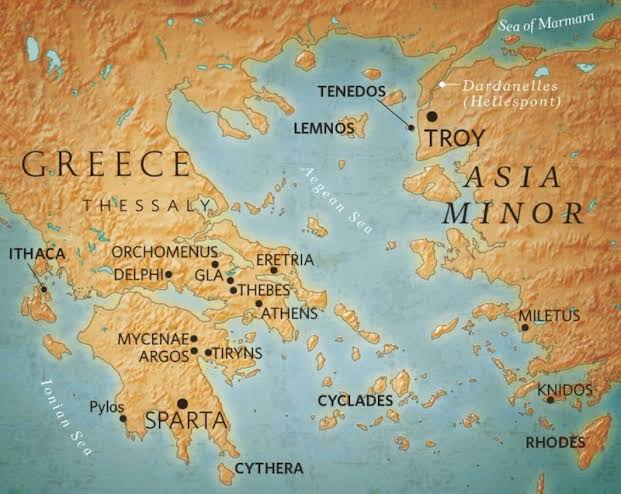 Sea of Marmara
TENEDOS
Dardanelles
(Hellespont)
LEMNOS
TROY
GREECE
ASIA
MINOR
Aegean Sea
THESSALY
ITHACA
ORCHOMENUS
ERETRIA
DELPHI
GLA
THEBES
ATHENS
MILETUS
MYCENAE
ARGOS
TIRYNS
Ionian Sea
Pylos
SPARTA
CYCLADES
KNIDOS
RHODES
CYTHERA